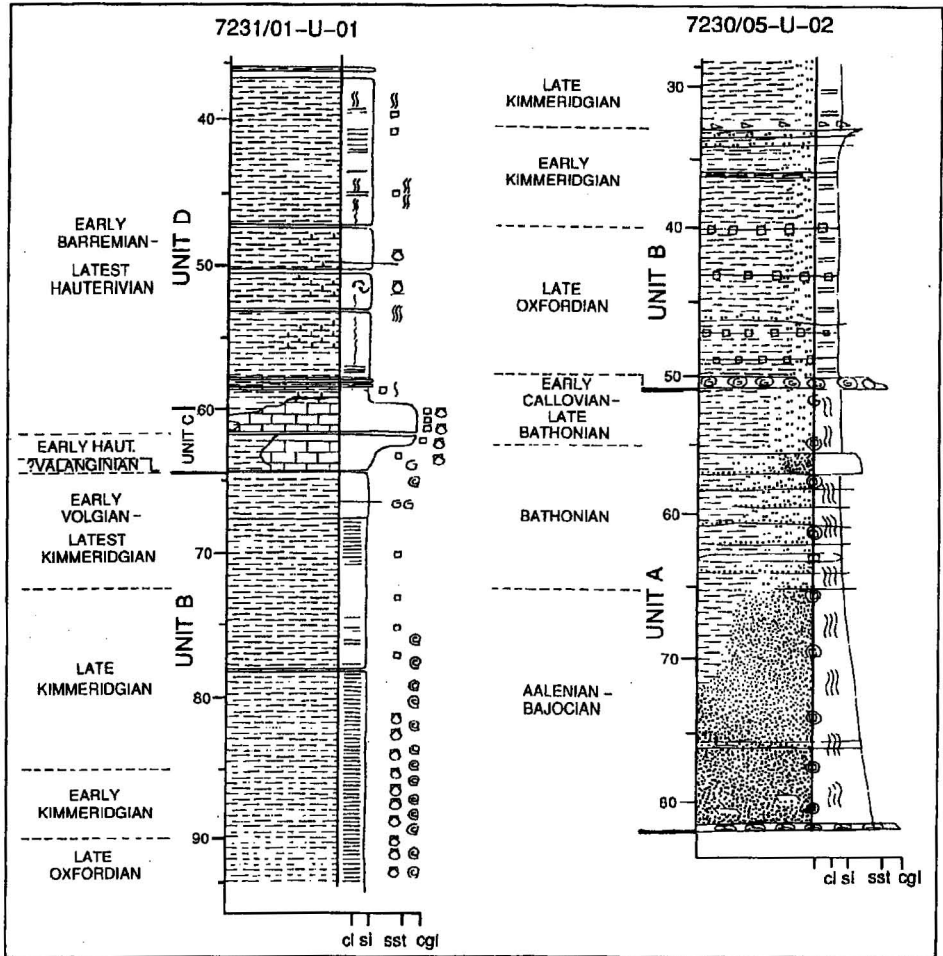 7231/01-U-01
40
50
60
70
80
90
EARLY
BARREMIAN-
LATEST
HAUTERIVIAN
EARLY HAUT.
?VALANGINIAN
EARLY
VOLGIAN-
LATEST
KIMMERIDGIAN
LATE
KIMMERIDGIAN
EARLY
KIMMERIDGIAN
LATE
OXFORDIAN
UNIT D
UNIT C
UNIT B
cl si sst cgl
7230/05-U-02
30
40
50
60
70
80
LATE
KIMMERIDGIAN
EARLY
KIMMERIDGIAN
LATE
OXFORDIAN
EARLY
CALLOVIAN-
LATE
BATHONIAN
BATHONIAN
AALENIAN-
BAJOCIAN
UNIT B
UNIT A
cl sl sst cgl